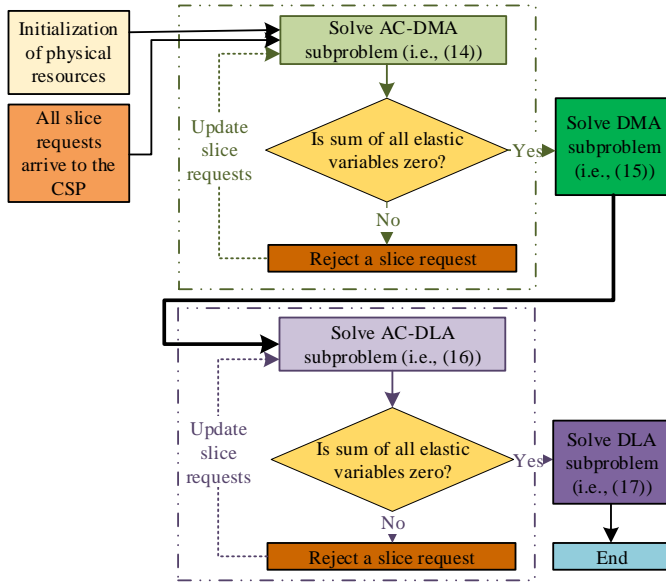 Initialization
of physical
resources
All slice
requests
arrive to the
CSP
Solve AC-DMA
subproblem (i.e., (14))
Update
slice
requests
Is sum of all elastic
variables zero?
Yes
No
Reject a slice request
Solve DMA
subproblem
(i.e., (15))
Solve AC-DLA
subproblem (i.e., (16))
Update
slice
requests
Is sum of all elastic
variables zero?
Yes
No
Reject a slice request
Solve DLA
subproblem
(i.e., (17))
End